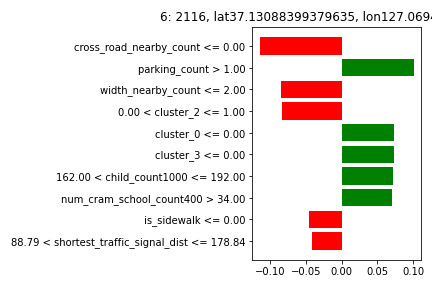 6: 2116, lat37.13088399379635, lon127.0694
cross_road_nearby_count <= 0.00
parking_count > 1.00
width_nearby_count <= 2.00
0.00 < cluster_2 <= 1.00
cluster_0 <= 0.00
cluster_3 <= 0.00
162.00 < child_count1000 <= 192.00
num_cram_school_count400 > 34.00
is_sidewalk <= 0.00
88.79 < shortest_traffic_signal_dist <= 178.84
−0.10 −0.05 0.00 0.05 0.10